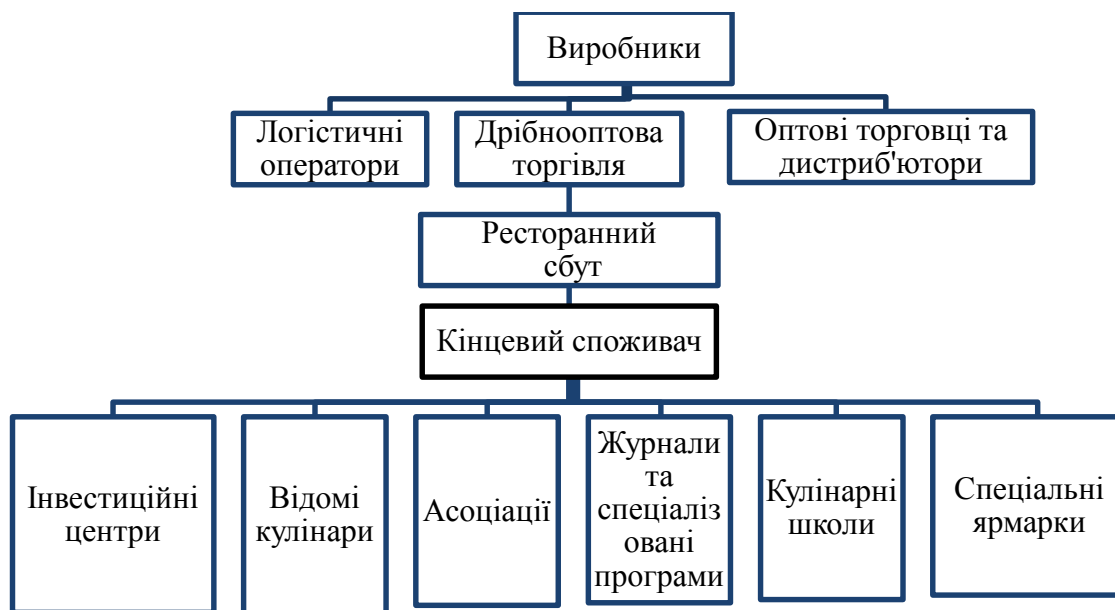 Виробники
Логістичні
оператори
Дрібнооптова
торгівля
Оптові торговці та
дистриб'ютори
Ресторанний
сбут
Кінцевий споживач
Інвестиційні
центри
Відомі
кулінари
Асоціації
Журнали
та
спеціаліз
овані
програми
Кулінарні
школи
Спеціальні
ярмарки